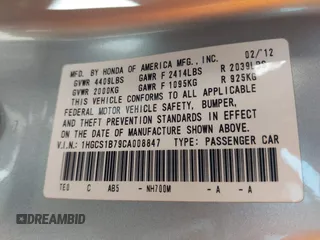 MFD. BY HONDA OF AMERICA MFG., INC. 02/12
GVWR 4409LBS GAWR F 2414LBS R 2039LBS
GVWR 2000KG GAWR F 1095KG R 925KG
THIS VEHICLE CONFORMS TO ALL APPLICABLE
FEDERAL MOTOR VEHICLE SAFETY, BUMPER,
AND THEFT PREVENTION STANDARDS IN EFFECT
ON THE DATE OF MANUFACTURE SHOWN ABOVE.
V.I.N.: 1HGCS1B79CA008847 TYPE: PASSENGER CAR
TE0 C AB5 - NH700M - A - A
DREAMBID